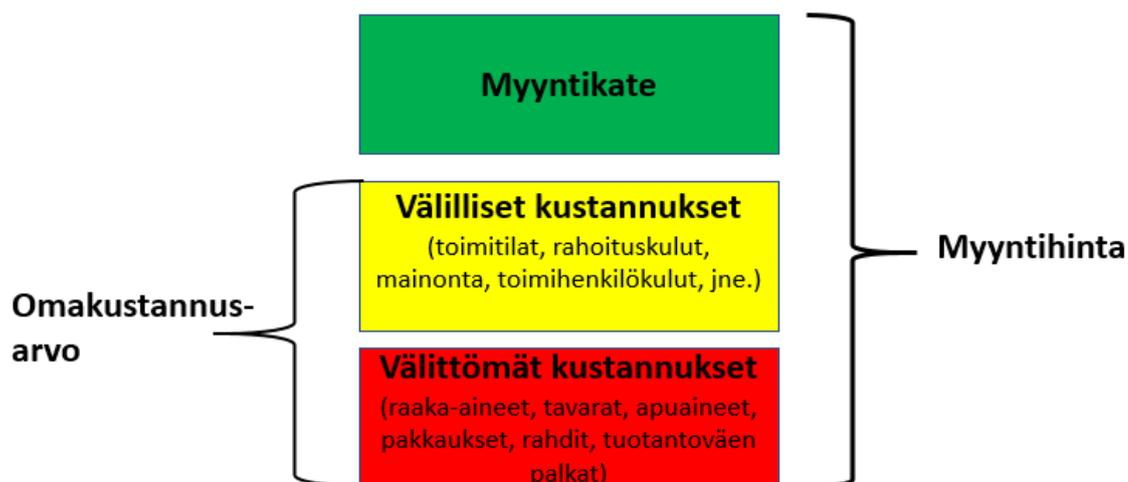 Myyntikate
Välilliset kustannukset
(toimitilat, rahoituskulut,
mainonta, toimihenkilökulut, jne.)
Myyntihinta
Omakustannus-
arvo
Välittömät kustannukset
(raaka-aineet, tavarat, apuaineet,
pakkaukset, rahdit, tuotantoväen
palkat)